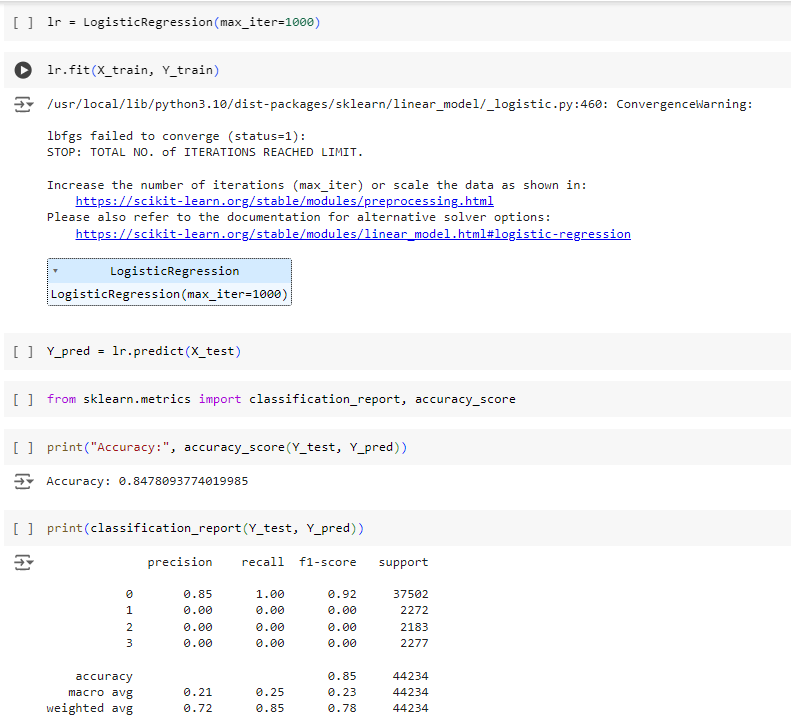 [ ] lr = LogisticRegression(max_iter=1000)
lr.fit(X_train, Y_train)
/usr/local/lib/python3.10/dist-packages/sklearn/linear_model/_logistic.py:460: ConvergenceWarning:
lbfgs failed to converge (status=1):
STOP: TOTAL NO. of ITERATIONS REACHED LIMIT.
Increase the number of iterations (max_iter) or scale the data as shown in:
https://scikit-learn.org/stable/modules/preprocessing.html
Please also refer to the documentation for alternative solver options:
https://scikit-learn.org/stable/modules/linear_model.html#logistic-regression
LogisticRegression
LogisticRegression(max_iter=1000)
[ ] Y_pred = lr.predict(X_test)
[ ] from sklearn.metrics import classification_report, accuracy_score
[ ] print("Accuracy:", accuracy_score(Y_test, Y_pred))
Accuracy: 0.8478093774019985
[ ] print(classification_report(Y_test, Y_pred))
precision recall f1-score support
0 0.85 1.00 0.92 37502
1 0.00 0.00 0.00 2272
2 0.00 0.00 0.00 2183
3 0.00 0.00 0.00 2277
accuracy 0.85 44234
macro avg 0.21 0.25 0.23 44234
weighted avg 0.72 0.85 0.78 44234